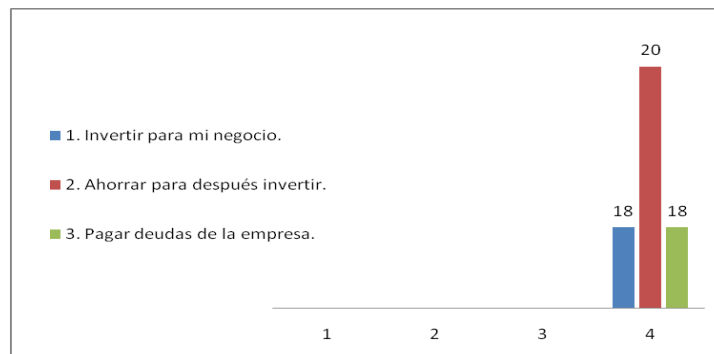 20
1. Invertir para mi negocio.
2. Ahorrar para después invertir.
18 18
3. Pagar deudas de la empresa.
1 2 3 4